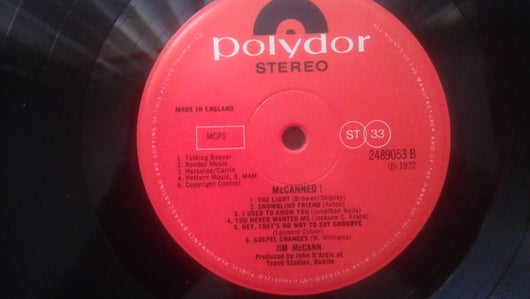 polydor
STEREO
MADE IN ENGLAND
MCPS
ST 33
2489053 B
℗ 1972
1. Talking Beaver
2. Rondor Music
3. Hercules/Carlin
4. Pattern Music, 5. MAM
6. Copyright Control
McCANNED !
1. THE LIGHT (Brewer/Shipley)
2. SNOWBLIND FRIEND (Axton)
3. I USED TO KNOW YOU (Jonathan Kelly)
4. YOU NEVER WANTED ME (Jackson C. Frank)
5. HEY, THAT'S NO WAY TO SAY GOODBYE
(Leonard Cohen)
6. GOSPEL CHANGES (W. Williams)
JIM McCANN
Produced by John D'Ardis at
Trend Studios, Dublin